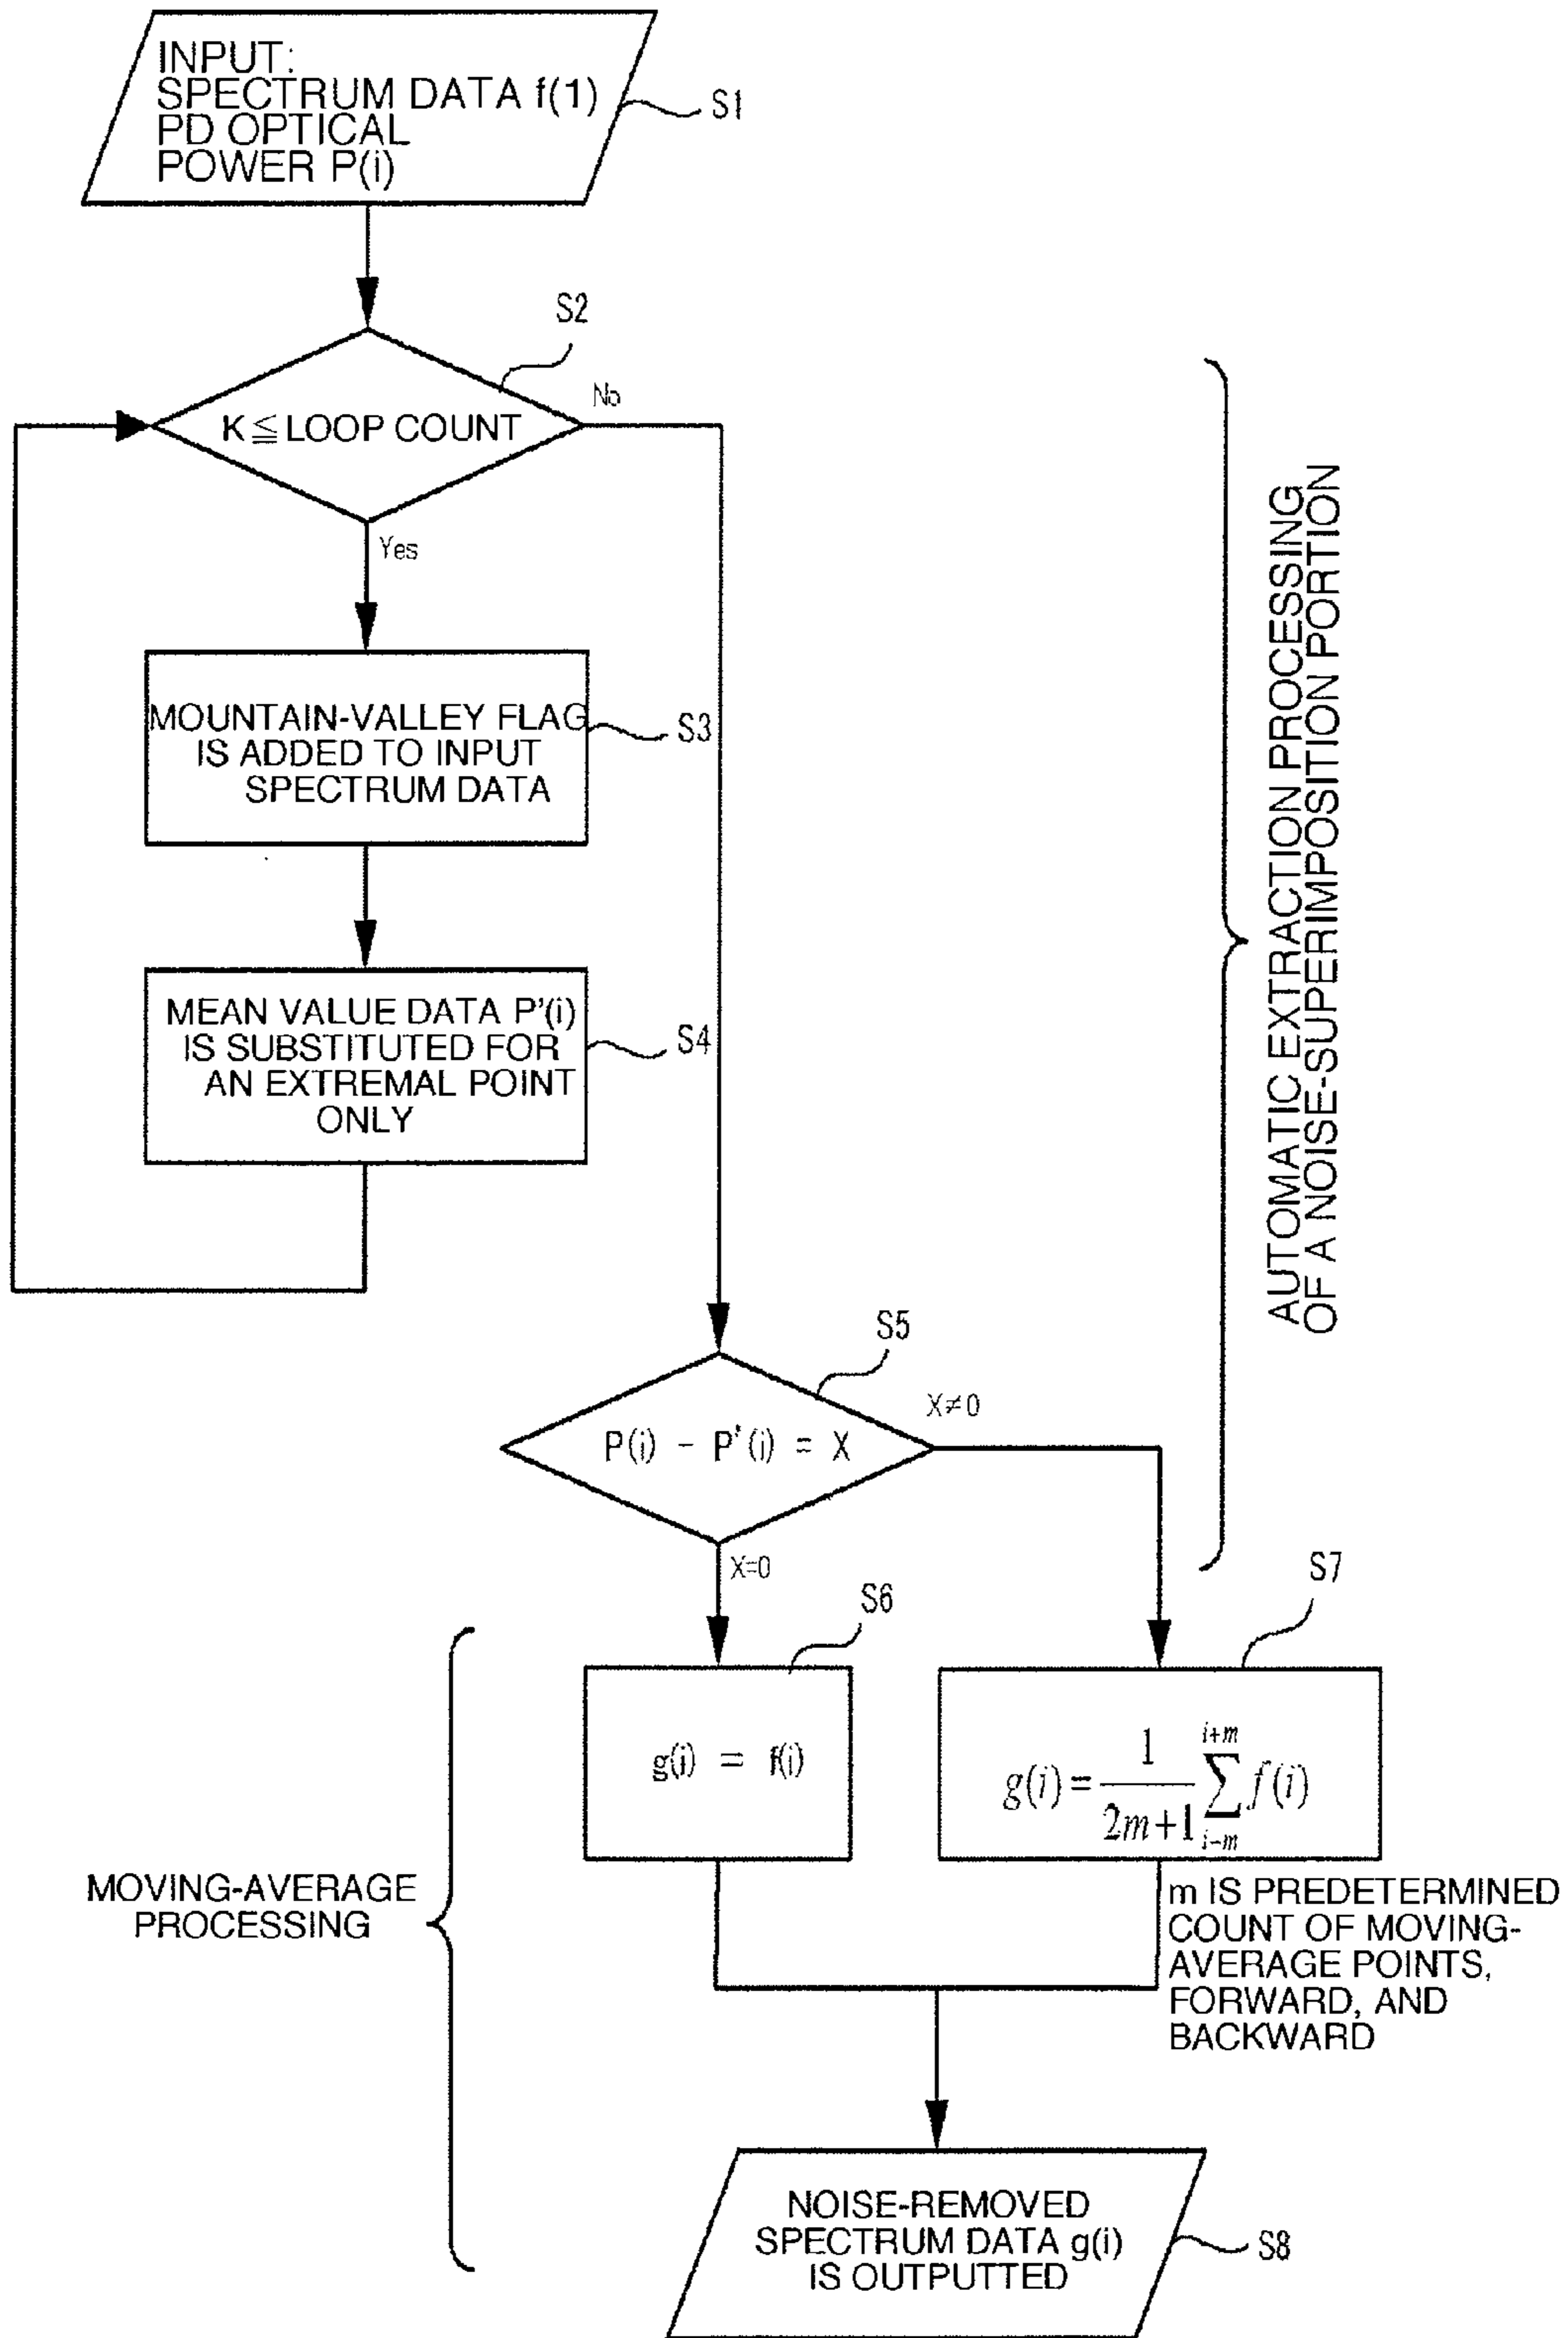 INPUT:
SPECTRUM DATA f(1)
PD OPTICAL
POWER P(i)
S1
S2
K≦LOOP COUNT
No
Yes
MOUNTAIN-VALLEY FLAG
IS ADDED TO INPUT
SPECTRUM DATA
S3
MEAN VALUE DATA P'(i)
IS SUBSTITUTED FOR
AN EXTREMAL POINT
ONLY
S4
AUTOMATIC EXTRACTION PROCESSING
OF A NOISE-SUPERIMPOSITION PORTION
S5
P(i) - P'(i) = X
X≠0
X=0
S6
g(i) = f(i)
S7
g(i) = \frac{1}{2m+1} \sum_{i-m}^{i+m} f(i)
MOVING-AVERAGE
PROCESSING
m IS PREDETERMINED
COUNT OF MOVING-
AVERAGE POINTS,
FORWARD, AND
BACKWARD
NOISE-REMOVED
SPECTRUM DATA g(i)
IS OUTPUTTED
S8